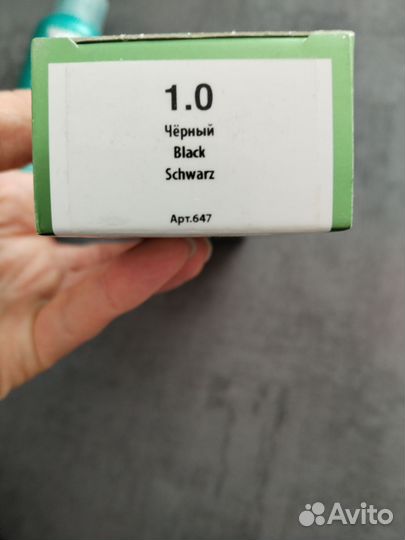 1.0
Чёрный
Black
Schwarz
Арт.647
Avito